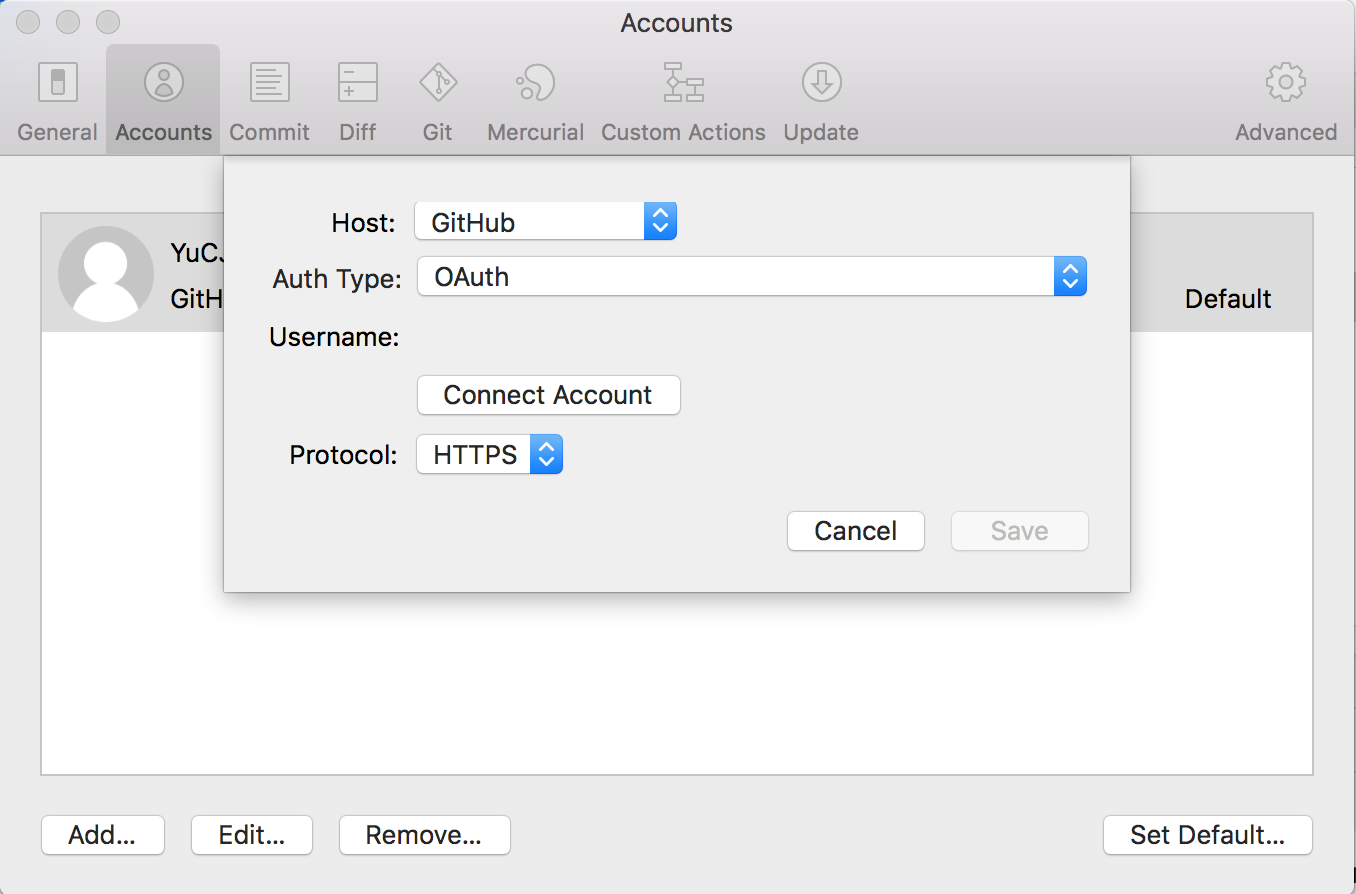 Accounts
General Accounts Commit Diff Git Mercurial Custom Actions Update Advanced
Host: GitHub
YuCJ
Auth Type: OAuth
GitH Default
Username:
Connect Account
Protocol: HTTPS
Cancel Save
Add... Edit... Remove... Set Default...